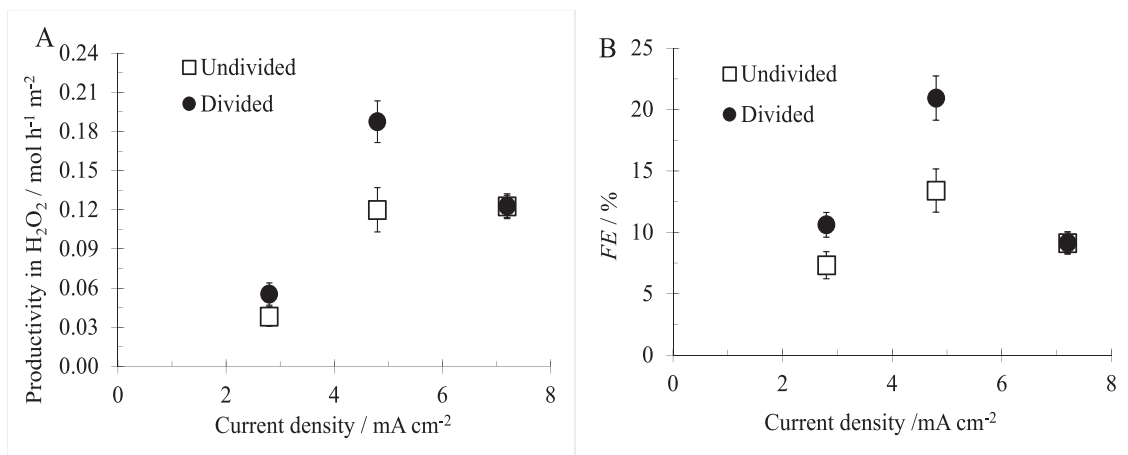 A
0.24
0.21
0.18
0.15
0.12
0.09
0.06
0.03
0.00
Productivity in H₂O₂ / mol h⁻¹ m⁻²
Undivided
Divided
0 2 4 6 8
Current density / mA cm⁻²
B
25
20
15
10
5
0
FE / %
Undivided
Divided
0 2 4 6 8
Current density /mA cm⁻²